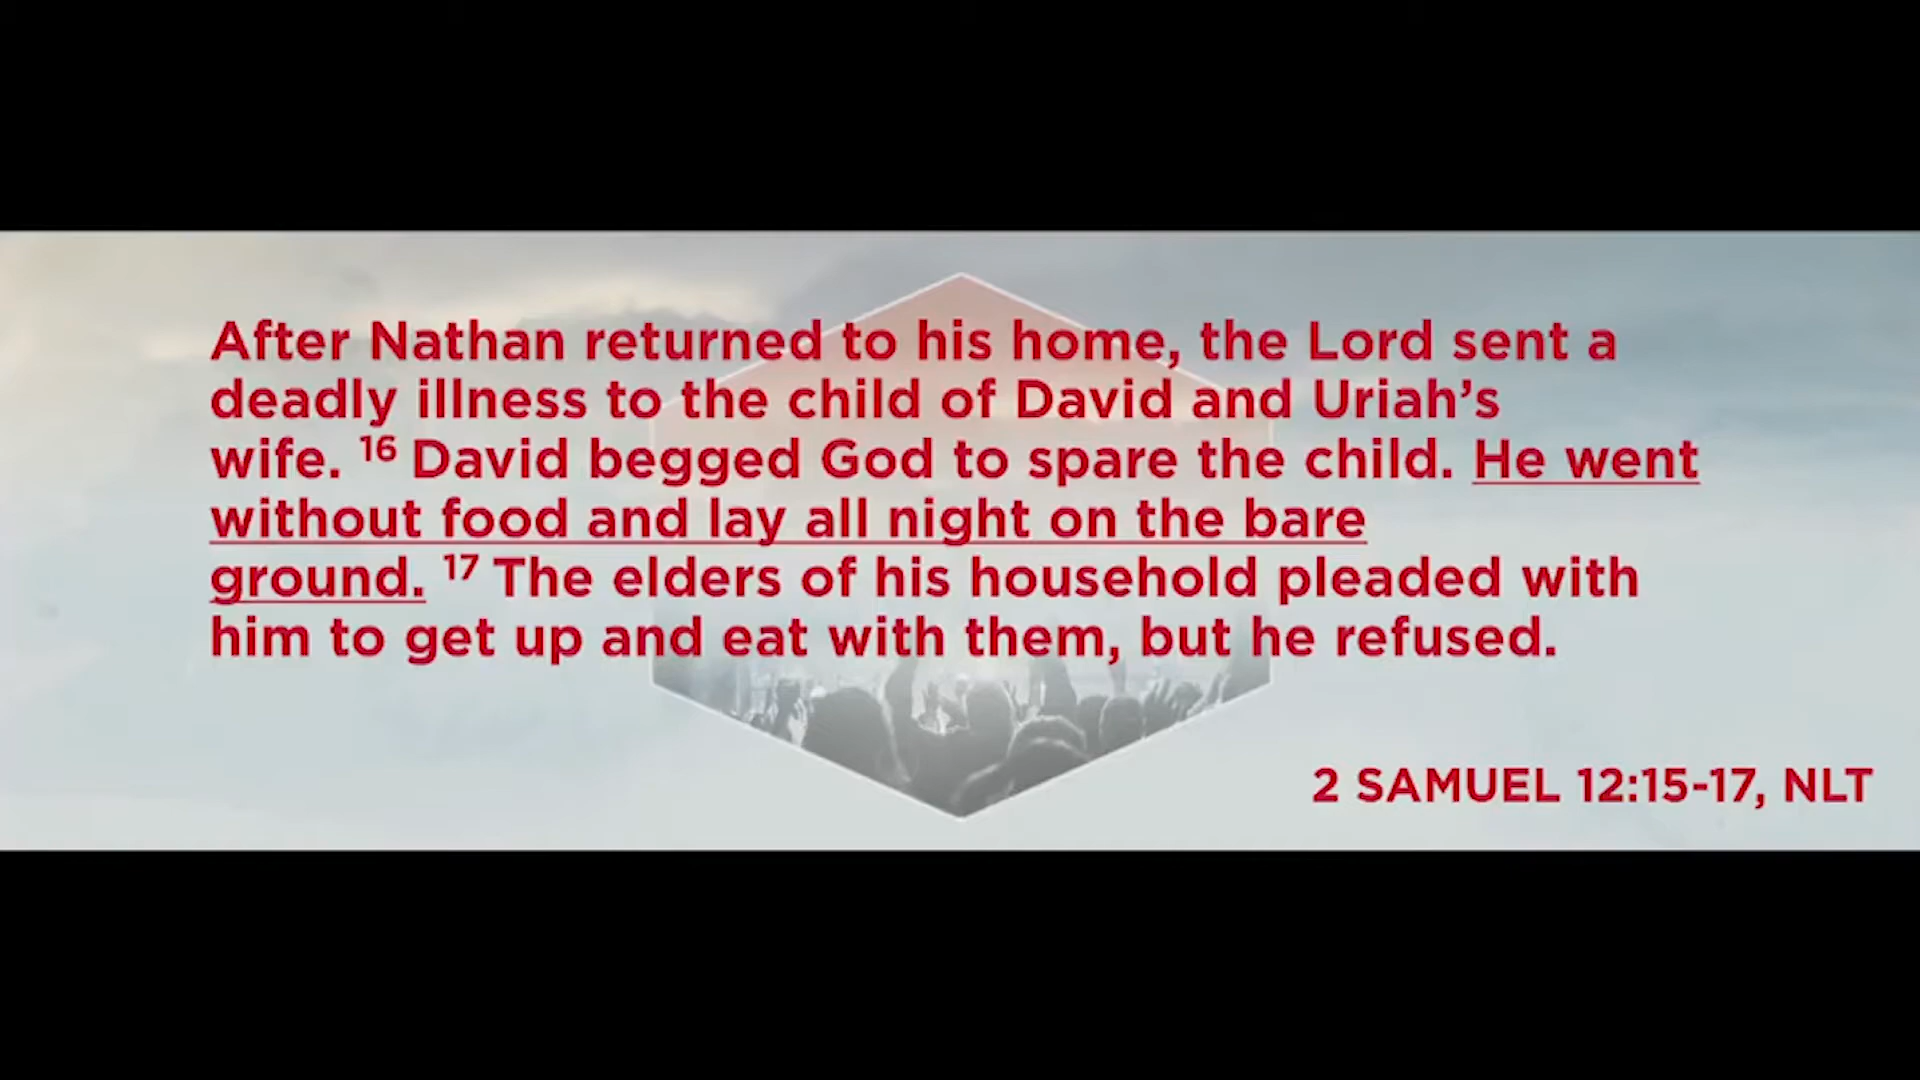 After Nathan returned to his home, the Lord sent a
deadly illness to the child of David and Uriah’s
wife. 16 David begged God to spare the child. He went
without food and lay all night on the bare
ground. 17 The elders of his household pleaded with
him to get up and eat with them, but he refused.
2 SAMUEL 12:15-17, NLT